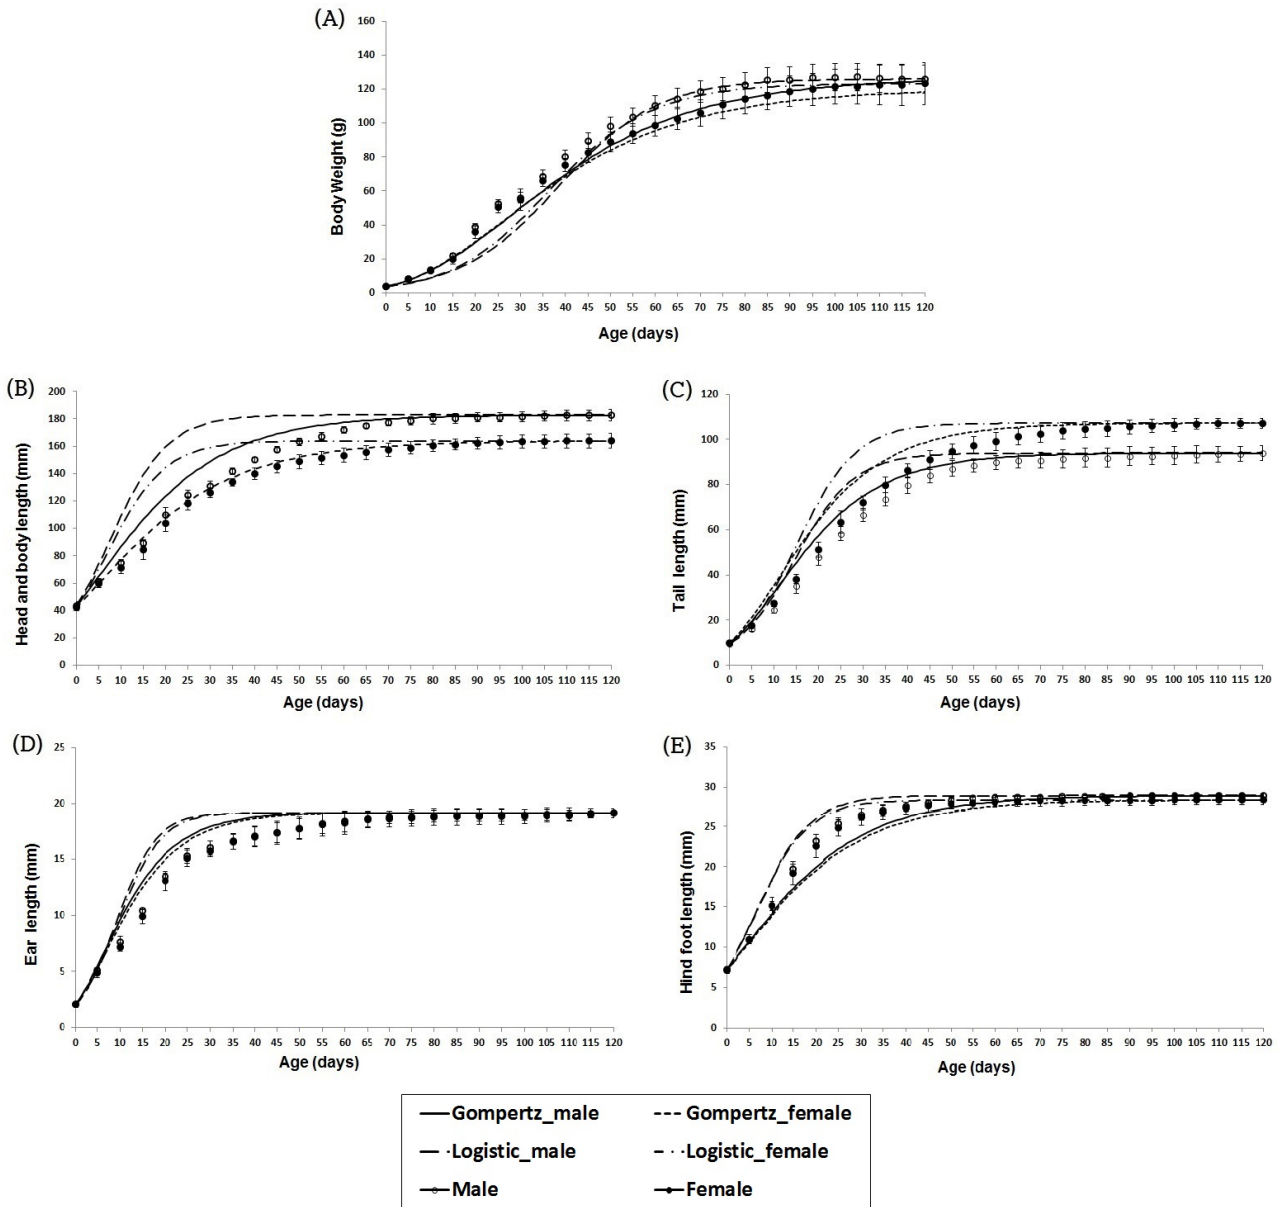 (A)
160
140
120
100
80
60
40
20
0
Body Weight (g)
0 5 10 15 20 25 30 35 40 45 50 55 60 65 70 75 80 85 90 95 100 105 110 115 120
Age (days)
(B)
200
180
160
140
120
100
80
60
40
20
0
Head and body length (mm)
0 5 10 15 20 25 30 35 40 45 50 55 60 65 70 75 80 85 90 95 100 105 110 115 120
Age (days)
(C)
120
100
80
60
40
20
0
Tail length (mm)
0 5 10 15 20 25 30 35 40 45 50 55 60 65 70 75 80 85 90 95 100 105 110 115 120
Age (days)
(D)
25
20
15
10
5
0
Ear length (mm)
0 5 10 15 20 25 30 35 40 45 50 55 60 65 70 75 80 85 90 95 100 105 110 115 120
Age (days)
(E)
35
30
25
20
15
10
5
0
Hind foot length (mm)
0 5 10 15 20 25 30 35 40 45 50 55 60 65 70 75 80 85 90 95 100 105 110 115 120
Age (days)
Gompertz_male Gompertz_female
Logistic_male Logistic_female
Male Female